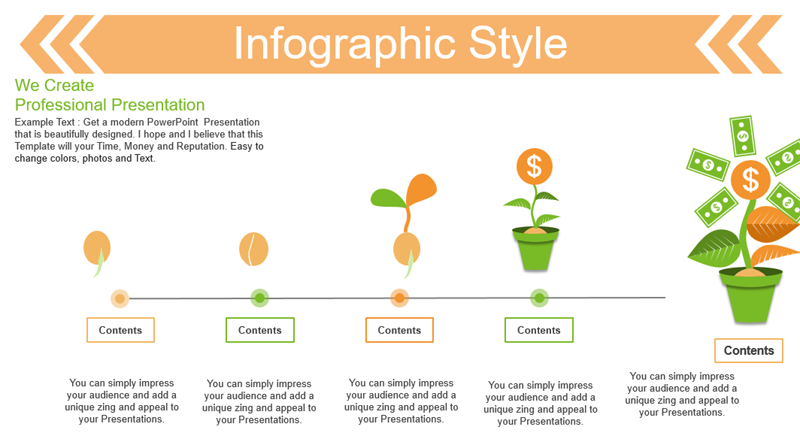 Infographic Style
We Create
Professional Presentation
Example Text : Get a modern PowerPoint Presentation
that is beautifully designed. I hope and I believe that this
Template will your Time, Money and Reputation. Easy to
change colors, photos and Text.
$
$
Contents
Contents
Contents
Contents
Contents
You can simply impress
your audience and add a
unique zing and appeal to
your Presentations.
You can simply impress
your audience and add a
unique zing and appeal to
your Presentations.
You can simply impress
your audience and add a
unique zing and appeal to
your Presentations.
You can simply impress
your audience and add a
unique zing and appeal to
your Presentations.
You can simply impress
your audience and add a
unique zing and appeal to
your Presentations.